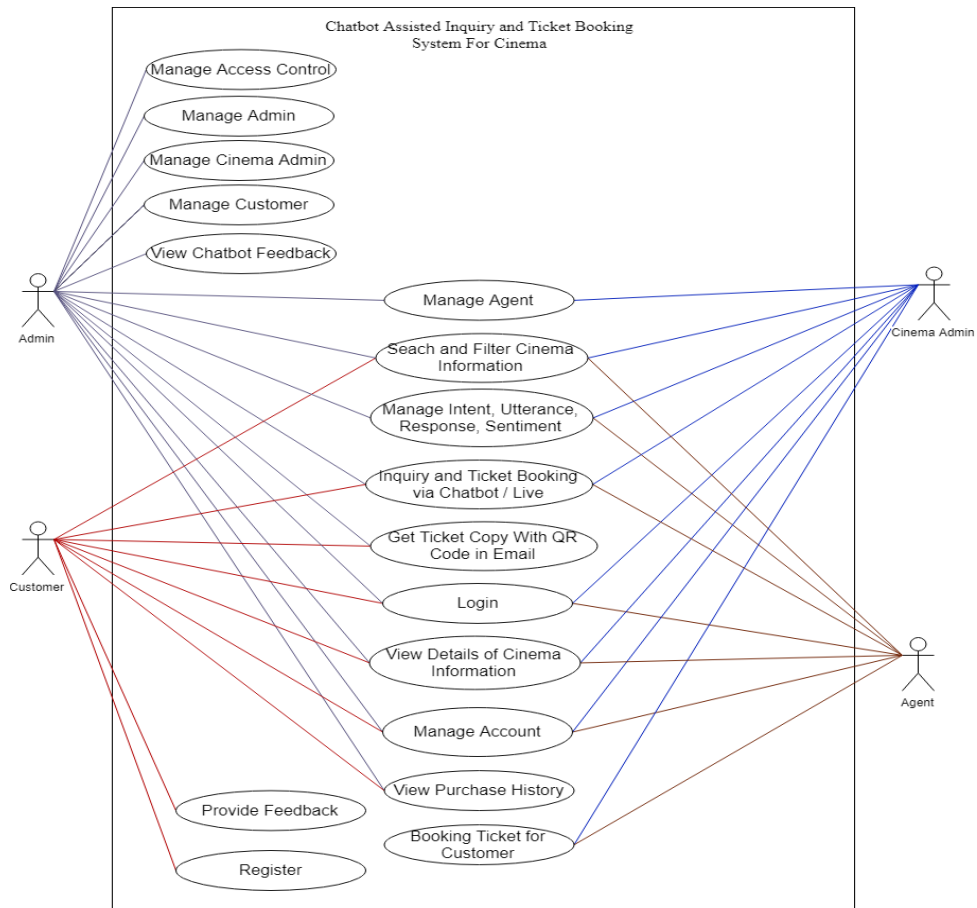 Chatbot Assisted Inquiry and Ticket Booking
System For Cinema
Manage Access Control
Manage Admin
Manage Cinema Admin
Manage Customer
View Chatbot Feedback
Admin
Manage Agent
Cinema Admin
Seach and Filter Cinema
Information
Manage Intent, Utterance,
Response, Sentiment
Inquiry and Ticket Booking
via Chatbot / Live
Get Ticket Copy With QR
Code in Email
Customer
Login
View Details of Cinema
Information
Agent
Manage Account
View Purchase History
Provide Feedback
Booking Ticket for
Customer
Register